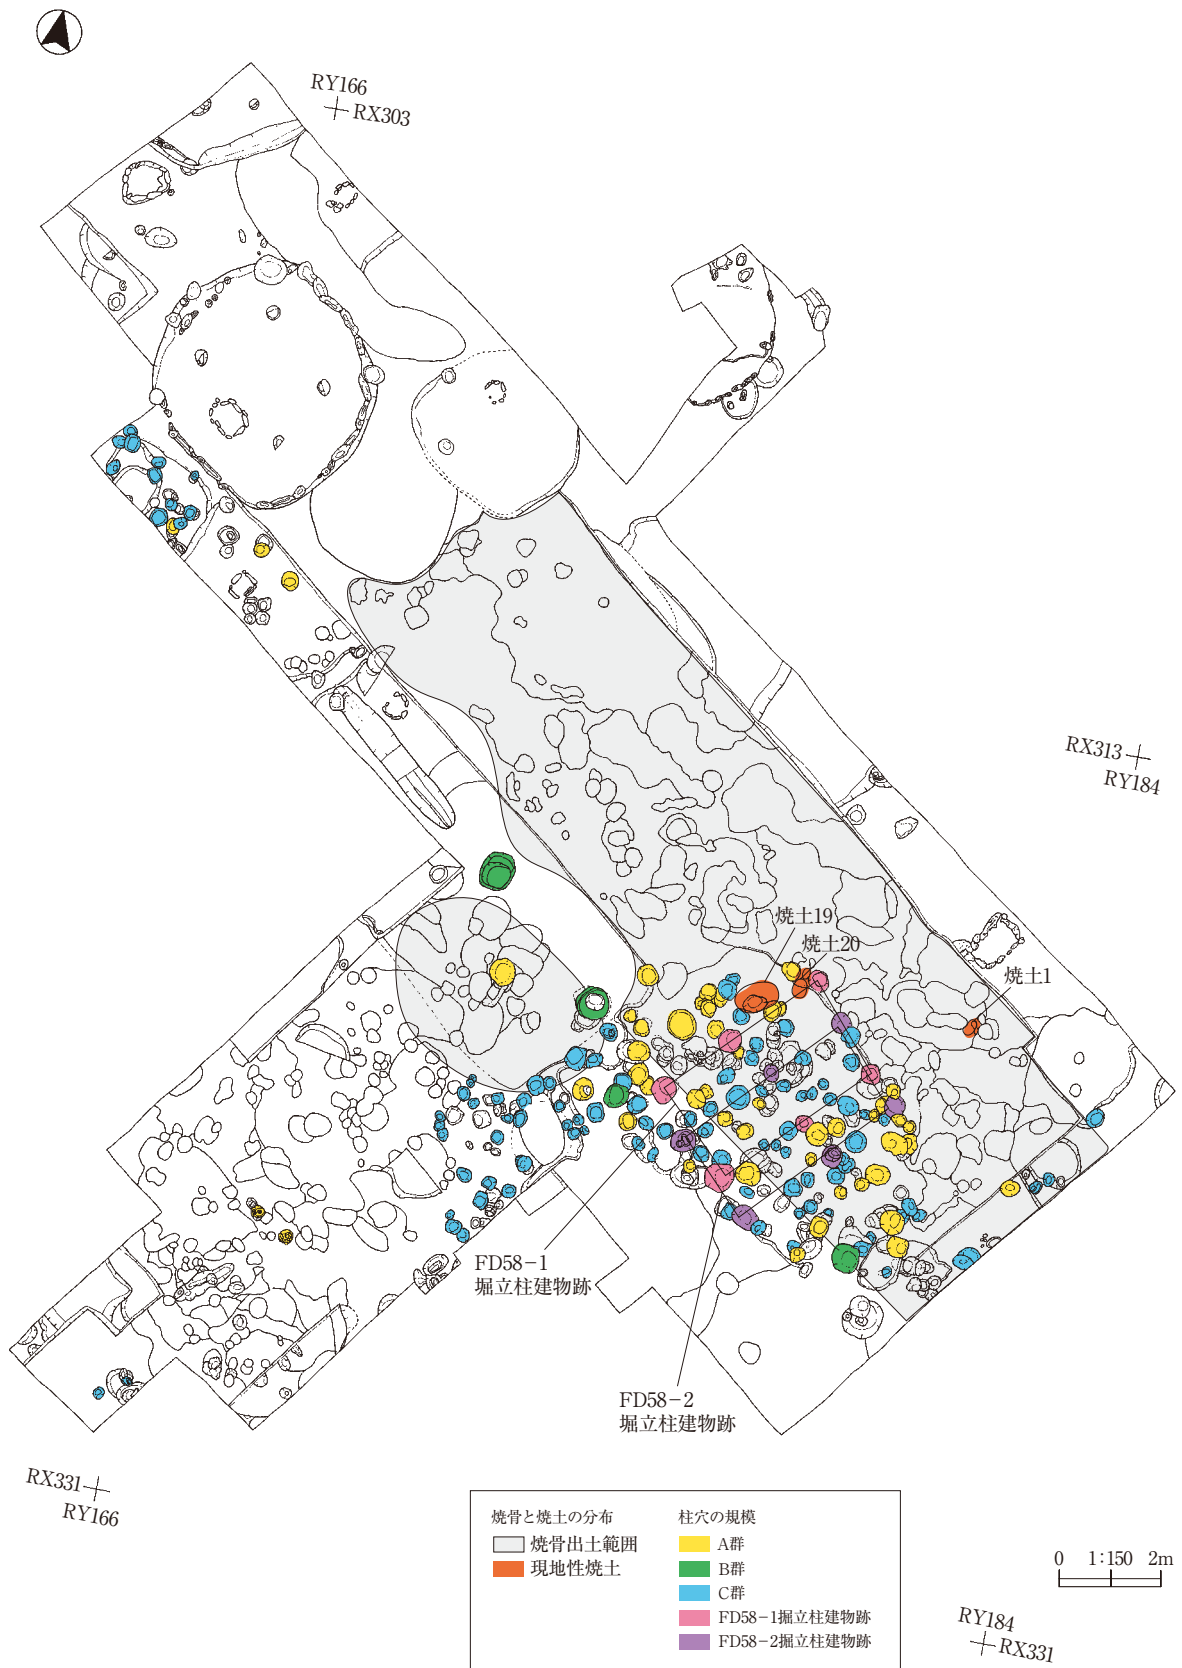 RY166
RX303
RX313
RY184
焼土19
焼土20
焼土1
FD58-1
堀立柱建物跡
FD58-2
堀立柱建物跡
RX331
RY166
焼骨と焼土の分布
焼骨出土範囲
現地性焼土
柱穴の規模
A群
B群
C群
FD58-1掘立柱建物跡
FD58-2掘立柱建物跡
0 1:150 2m
RY184
RX331